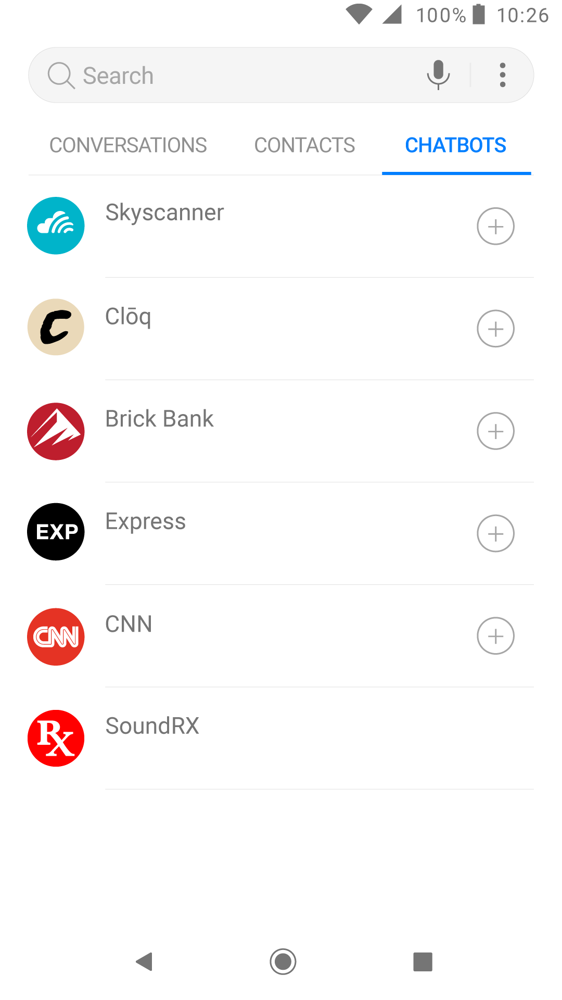 100% 10:26
Search
CONVERSATIONS CONTACTS CHATBOTS
Skyscanner
Clōq
C
Brick Bank
Express
EXP
CNN
CNN
SoundRX
RX